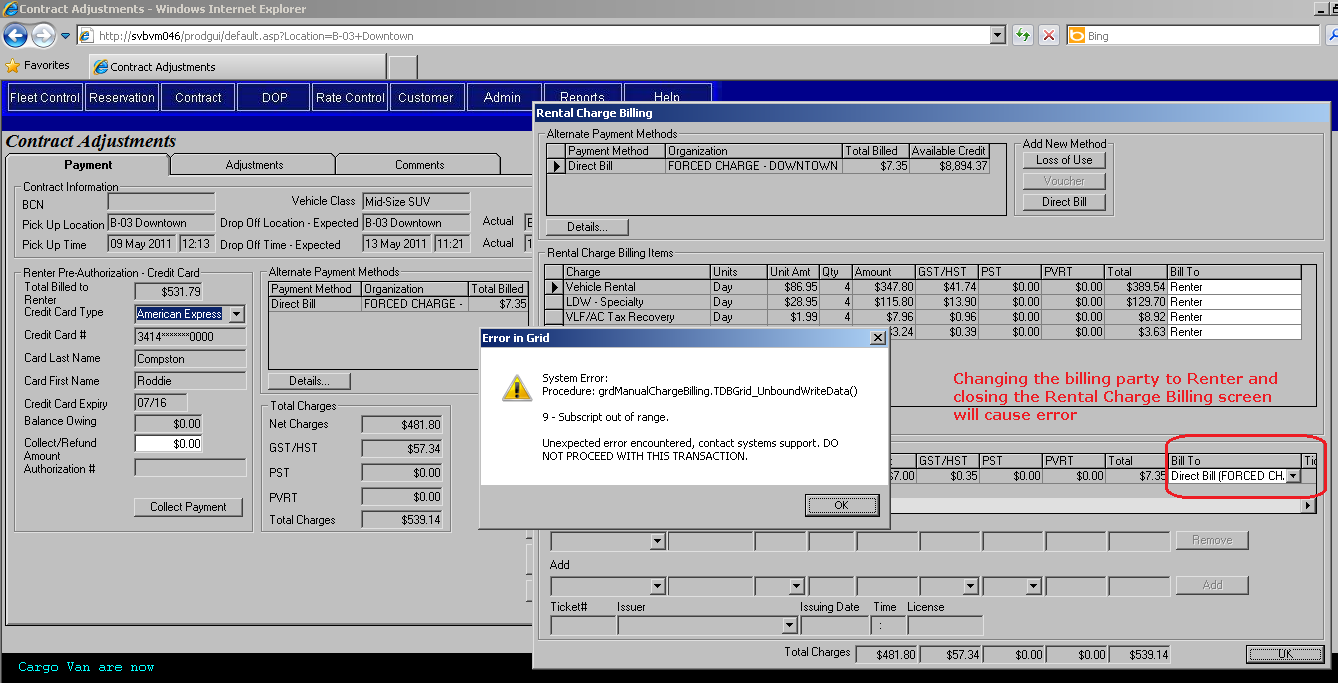 Contract Adjustments - Windows Internet Explorer
http://svbvm046/prodgui/default.asp?Location=B-03+Downtown
Bing
Favorites
Contract Adjustments
Fleet Control Reservation Contract DOP Rate Control Customer Admin Reports Help
Contract Adjustments
Payment Adjustments Comments
Contract Information
BCN
Vehicle Class Mid-Size SUV
Pick Up Location B-03 Downtown Drop Off Location - Expected B-03 Downtown Actual
Pick Up Time 09 May 2011 12:13 Drop Off Time - Expected 13 May 2011 11:21 Actual
Renter Pre-Authorization - Credit Card
Total Billed to Renter $531.79
Credit Card Type American Express
Credit Card # 3414*******0000
Card Last Name Compston
Card First Name Roddie
Credit Card Expiry 07/16
Balance Owing $0.00
Collect/Refund Amount $0.00
Authorization #
Collect Payment
Alternate Payment Methods
Payment Method Organization Total Billed
Direct Bill FORCED CHARGE - $7.35
Details...
Total Charges
Net Charges $481.80
GST/HST $57.34
PST $0.00
PVRT $0.00
Total Charges $539.14
Cargo Van are now
Rental Charge Billing
Alternate Payment Methods
Payment Method Organization Total Billed Available Credit
Direct Bill FORCED CHARGE - DOWNTOWN $7.35 $8,894.37
Details...
Add New Method
Loss of Use
Voucher
Direct Bill
Rental Charge Billing Items
Charge Units Unit Amt Qty Amount GST/HST PST PVRT Total Bill To
Vehicle Rental Day $86.95 4 $347.80 $41.74 $0.00 $0.00 $389.54 Renter
LDW - Specialty Day $28.95 4 $115.80 $13.90 $0.00 $0.00 $129.70 Renter
VLF/AC Tax Recovery Day $1.99 4 $7.96 $0.96 $0.00 $0.00 $8.92 Renter
$3.24 $0.39 $0.00 $0.00 $3.63 Renter
Changing the billing party to Renter and
closing the Rental Charge Billing screen
will cause error
Error in Grid
System Error:
Procedure: grdManualChargeBilling.TDBGrid_UnboundWriteData()
9 - Subscript out of range.
Unexpected error encountered, contact systems support. DO
NOT PROCEED WITH THIS TRANSACTION.
OK
GST/HST PST PVRT Total Bill To
$7.00 $0.35 $0.00 $0.00 $7.35 Direct Bill (FORCED CH.
Remove
Add
Add
Ticket# Issuer Issuing Date Time License
:
Total Charges $481.80 $57.34 $0.00 $0.00 $539.14
OK